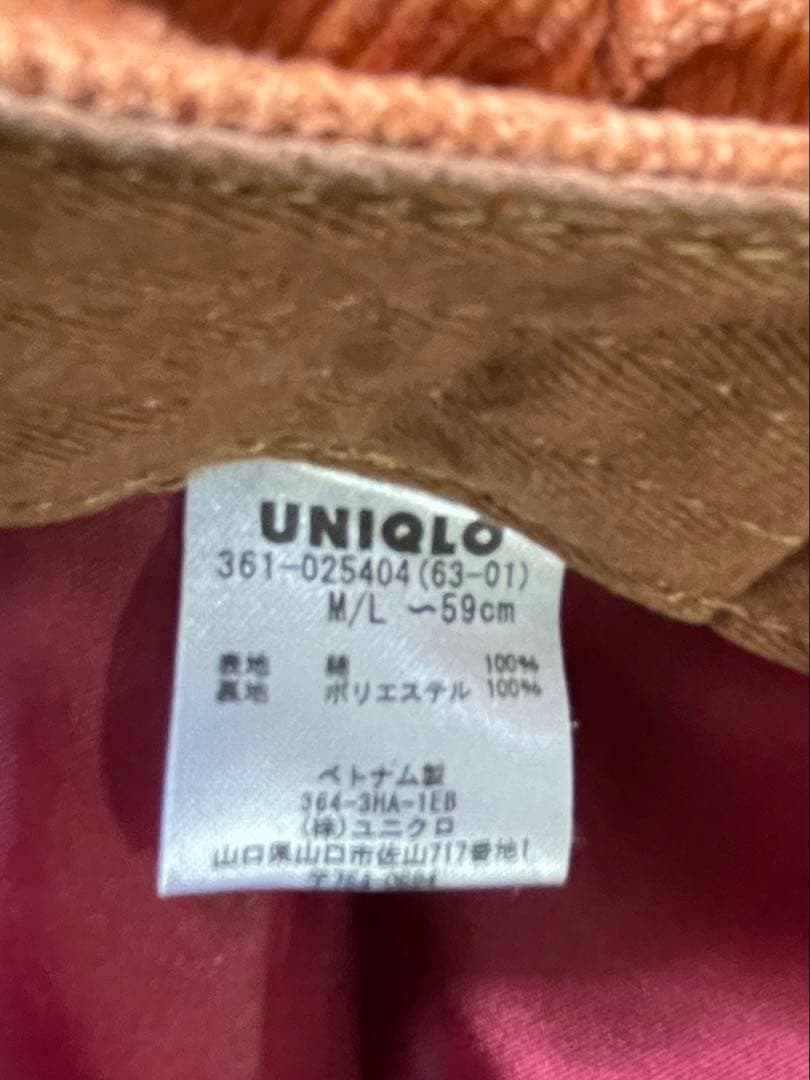 UNIQLO
361-025404(63-01)
M/L ~59cm
表地 綿 100%
裏地 ポリエステル 100%
ベトナム製
364-3HA-1EB
(株)ユニクロ
山口県山口市佐山717番地1